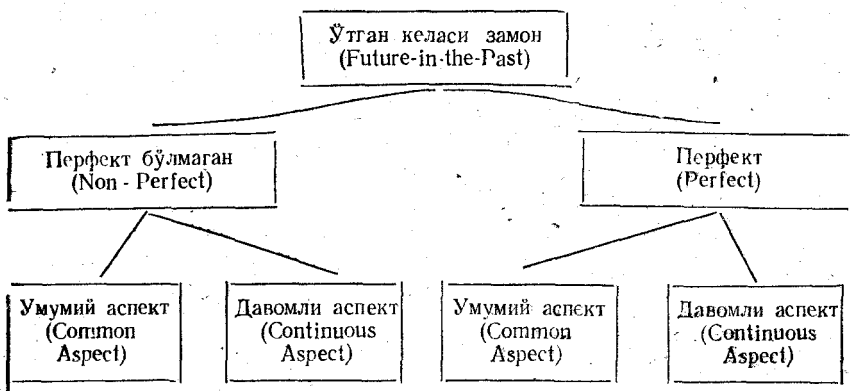 Ўтган келаси замон
(Future-in-the-Past)
Перфект бўлмаган
(Non - Perfect)
Перфект
(Perfect)
Умумий аспект
(Common
Aspect)
Давомли аспект
(Continuous
Aspect)
Умумий аспект
(Common
Aspect)
Давомли аспект
(Continuous
Aspect)